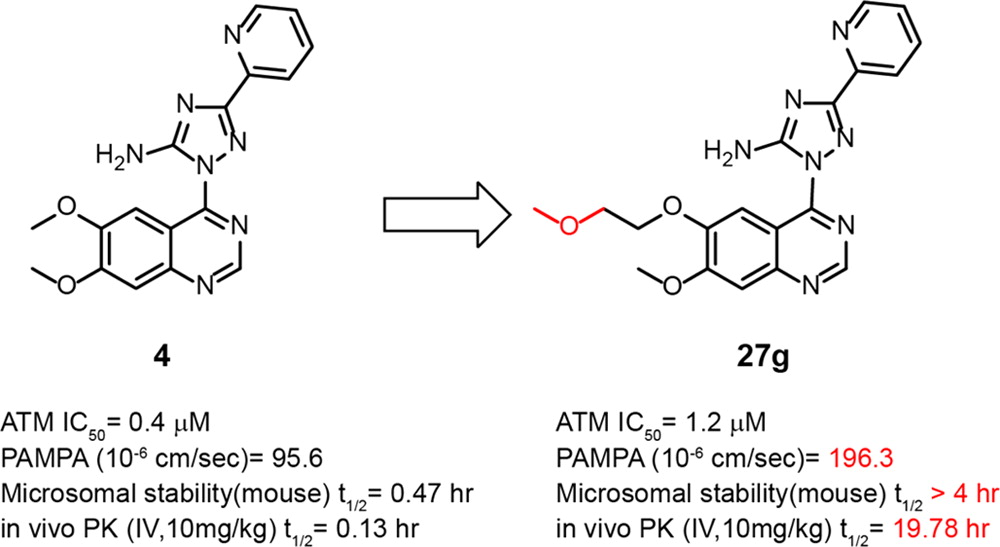 N
N
N
N
N
N
H₂N
H₂N
N
N
O
O
O
O
N
N
O
N
O
N
4
27g
ATM IC₅₀= 0.4 μM
PAMPA (10⁻⁶ cm/sec)= 95.6
Microsomal stability(mouse) t₁/₂= 0.47 hr
in vivo PK (IV,10mg/kg) t₁/₂= 0.13 hr
ATM IC₅₀= 1.2 μM
PAMPA (10⁻⁶ cm/sec)= 196.3
Microsomal stability(mouse) t₁/₂ > 4 hr
in vivo PK (IV,10mg/kg) t₁/₂= 19.78 hr